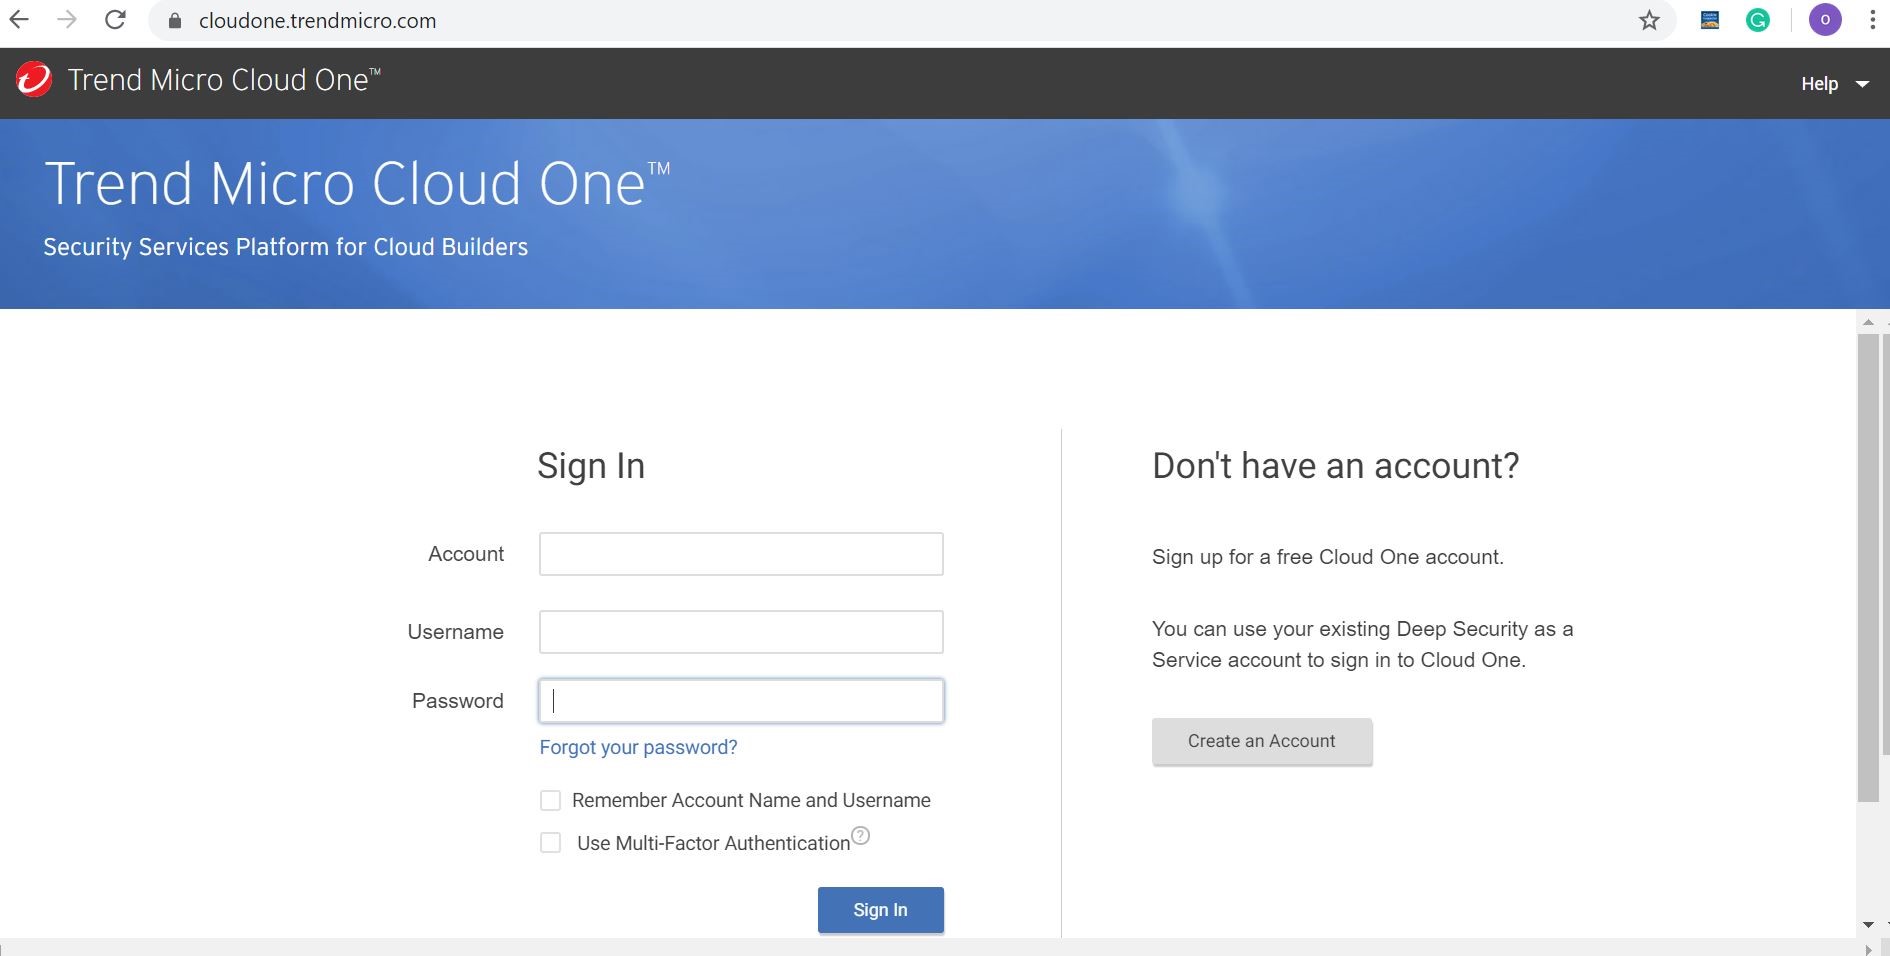 cloudone.trendmicro.com
O
Trend Micro Cloud One™
Help
Trend Micro Cloud One™
Security Services Platform for Cloud Builders
Sign In
Account
Username
Password
Forgot your password?
Remember Account Name and Username
Use Multi-Factor Authentication ?
Sign In
Don't have an account?
Sign up for a free Cloud One account.
You can use your existing Deep Security as a
Service account to sign in to Cloud One.
Create an Account